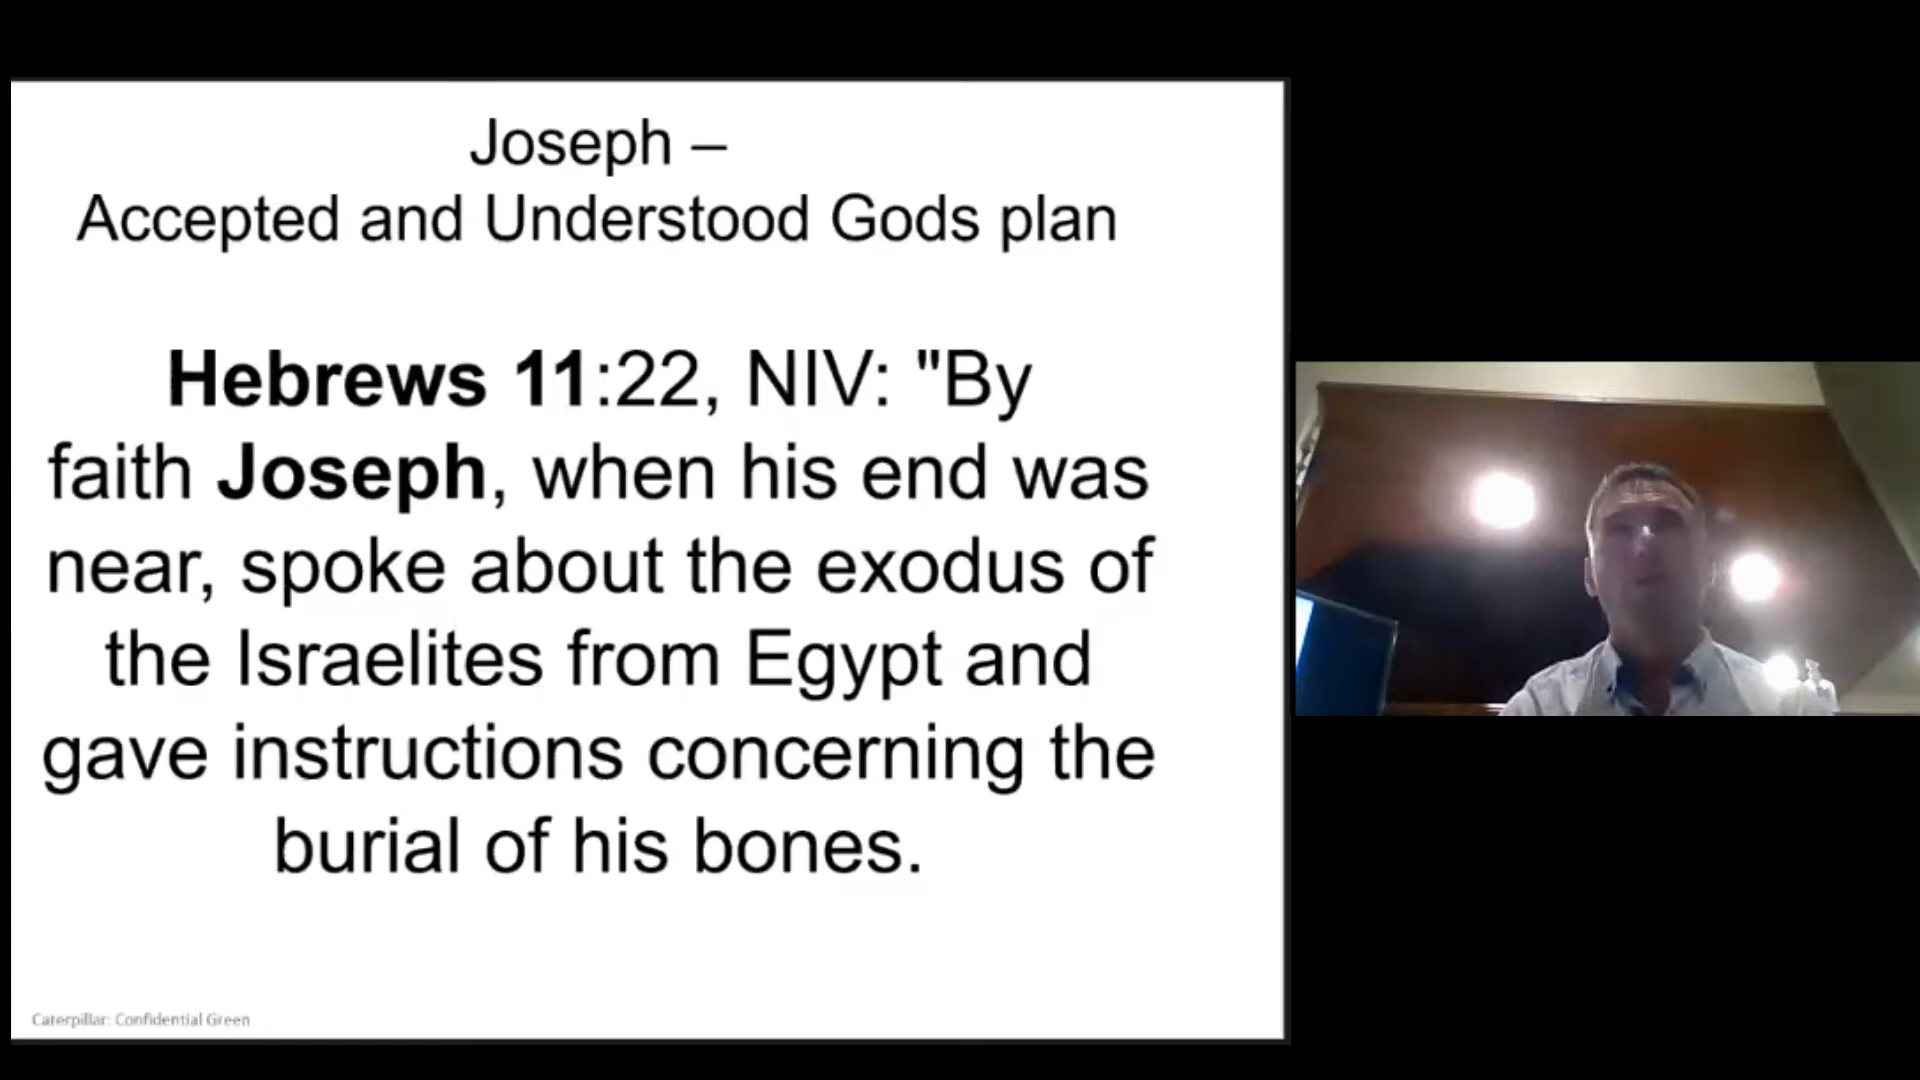 Joseph –
Accepted and Understood Gods plan
Hebrews 11:22, NIV: "By
faith Joseph, when his end was
near, spoke about the exodus of
the Israelites from Egypt and
gave instructions concerning the
burial of his bones.
Caterpillar: Confidential Green